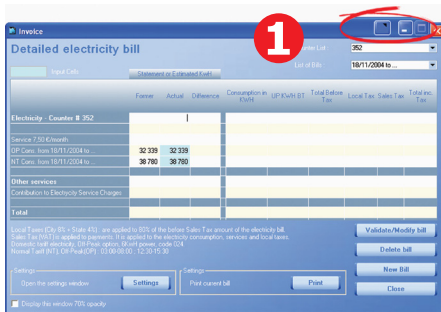 Invoice
1
Detailed electricity bill
Counter List 352
List of Bills 18/11/2004 to ...
Input Cells
Statement or Estimated KwH
Former Actual Difference Consumption in KWH UP KWH BT Total Before Tax Local Tax Sales Tax Total inc. Tax
Electricity - Counter # 352
Service 7,50 €/month
OP Cons. from 18/11/2004 to ... 32 339 32 339
NT Cons. from 18/11/2004 to ... 38 780 38 780
Other services
Contribution to Electricity Service Charges
Total
Local Taxes (City 8% + State 4%) : are applied to 80% of the before Sales Tax amount of the electricity bill.
Sales Tax (VAT) is applied to payments. It is applied to the electricity consumption, services and local taxes.
Domestic tariff electricity, Off-Peak option, power, code 024
Normal Tariff (NT), Off-Peak (OP) : 03:00-08:00 ; 12:30-15:30
Validate/Modify bill
Delete bill
New Bill
Close
Settings
Open the settings window Settings
Settings
Print current bill Print
Display this window 70% opacity